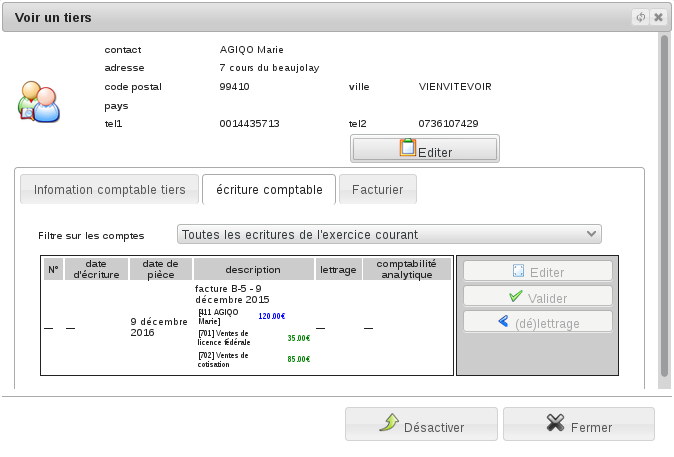 Voir un tiers
contact AGIQO Marie
adresse 7 cours du beaujolay
code postal 99410 ville VIENVITEVOIR
pays
tel1 0014435713 tel2 0736107429
Editer
Infomation comptable tiers écriture comptable Facturier
Filtre sur les comptes Toutes les ecritures de l'exercice courant
N° date d'écriture date de pièce description lettrage comptabilité analytique
— — 9 décembre 2016 facture B-5 - 9 décembre 2015 — —
[411 AGIQO Marie] 120.00€
[701] Ventes de licence fédérale 35.00€
[702] Ventes de cotisation 85.00€
Editer
Valider
(dé)lettrage
Désactiver Fermer